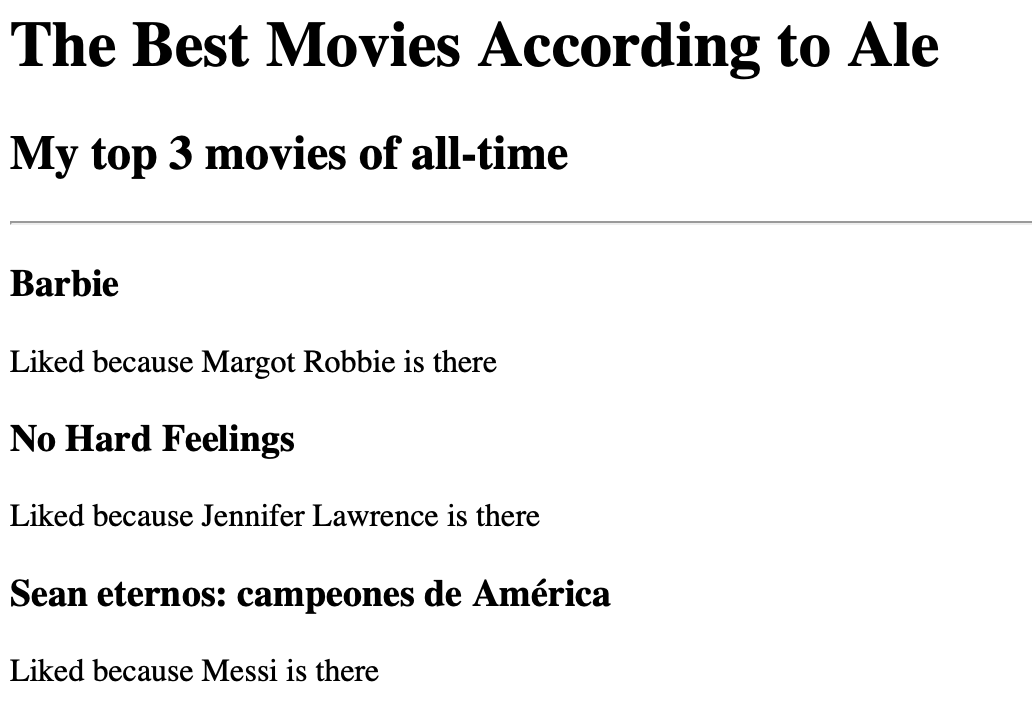 The Best Movies According to Ale
My top 3 movies of all-time
Barbie
Liked because Margot Robbie is there
No Hard Feelings
Liked because Jennifer Lawrence is there
Sean eternos: campeones de América
Liked because Messi is there